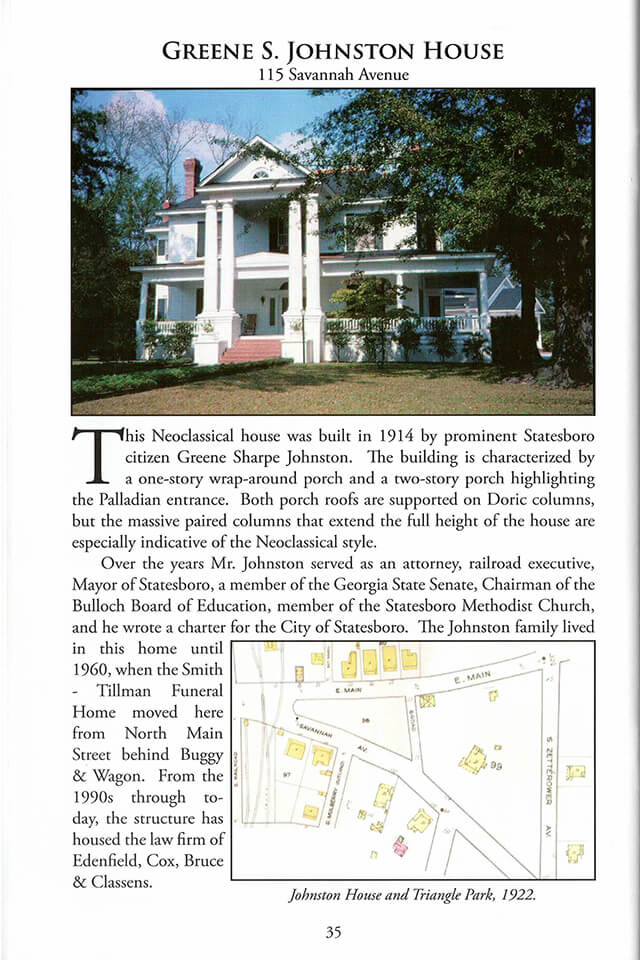 GREENE S. JOHNSTON HOUSE
115 Savannah Avenue
This Neoclassical house was built in 1914 by prominent Statesboro
citizen Greene Sharpe Johnston. The building is characterized by
a one-story wrap-around porch and a two-story porch highlighting
the Palladian entrance. Both porch roofs are supported on Doric columns,
but the massive paired columns that extend the full height of the house are
especially indicative of the Neoclassical style.
Over the years Mr. Johnston served as an attorney, railroad executive,
Mayor of Statesboro, a member of the Georgia State Senate, Chairman of the
Bulloch Board of Education, member of the Statesboro Methodist Church,
and he wrote a charter for the City of Statesboro. The Johnston family lived
in this home until
1960, when the Smith
- Tillman Funeral
Home moved here
from North Main
Street behind Buggy
& Wagon. From the
1990s through to-
day, the structure has
housed the law firm of
Edenfield, Cox, Bruce
& Classens.
E. MAIN
E. MAIN
98
BROAD
SAVANNAH
AV.
97
99
S. RAILROAD
S. MULBERRY
S. ZETTEROWER AV.
Johnston House and Triangle Park, 1922.
35